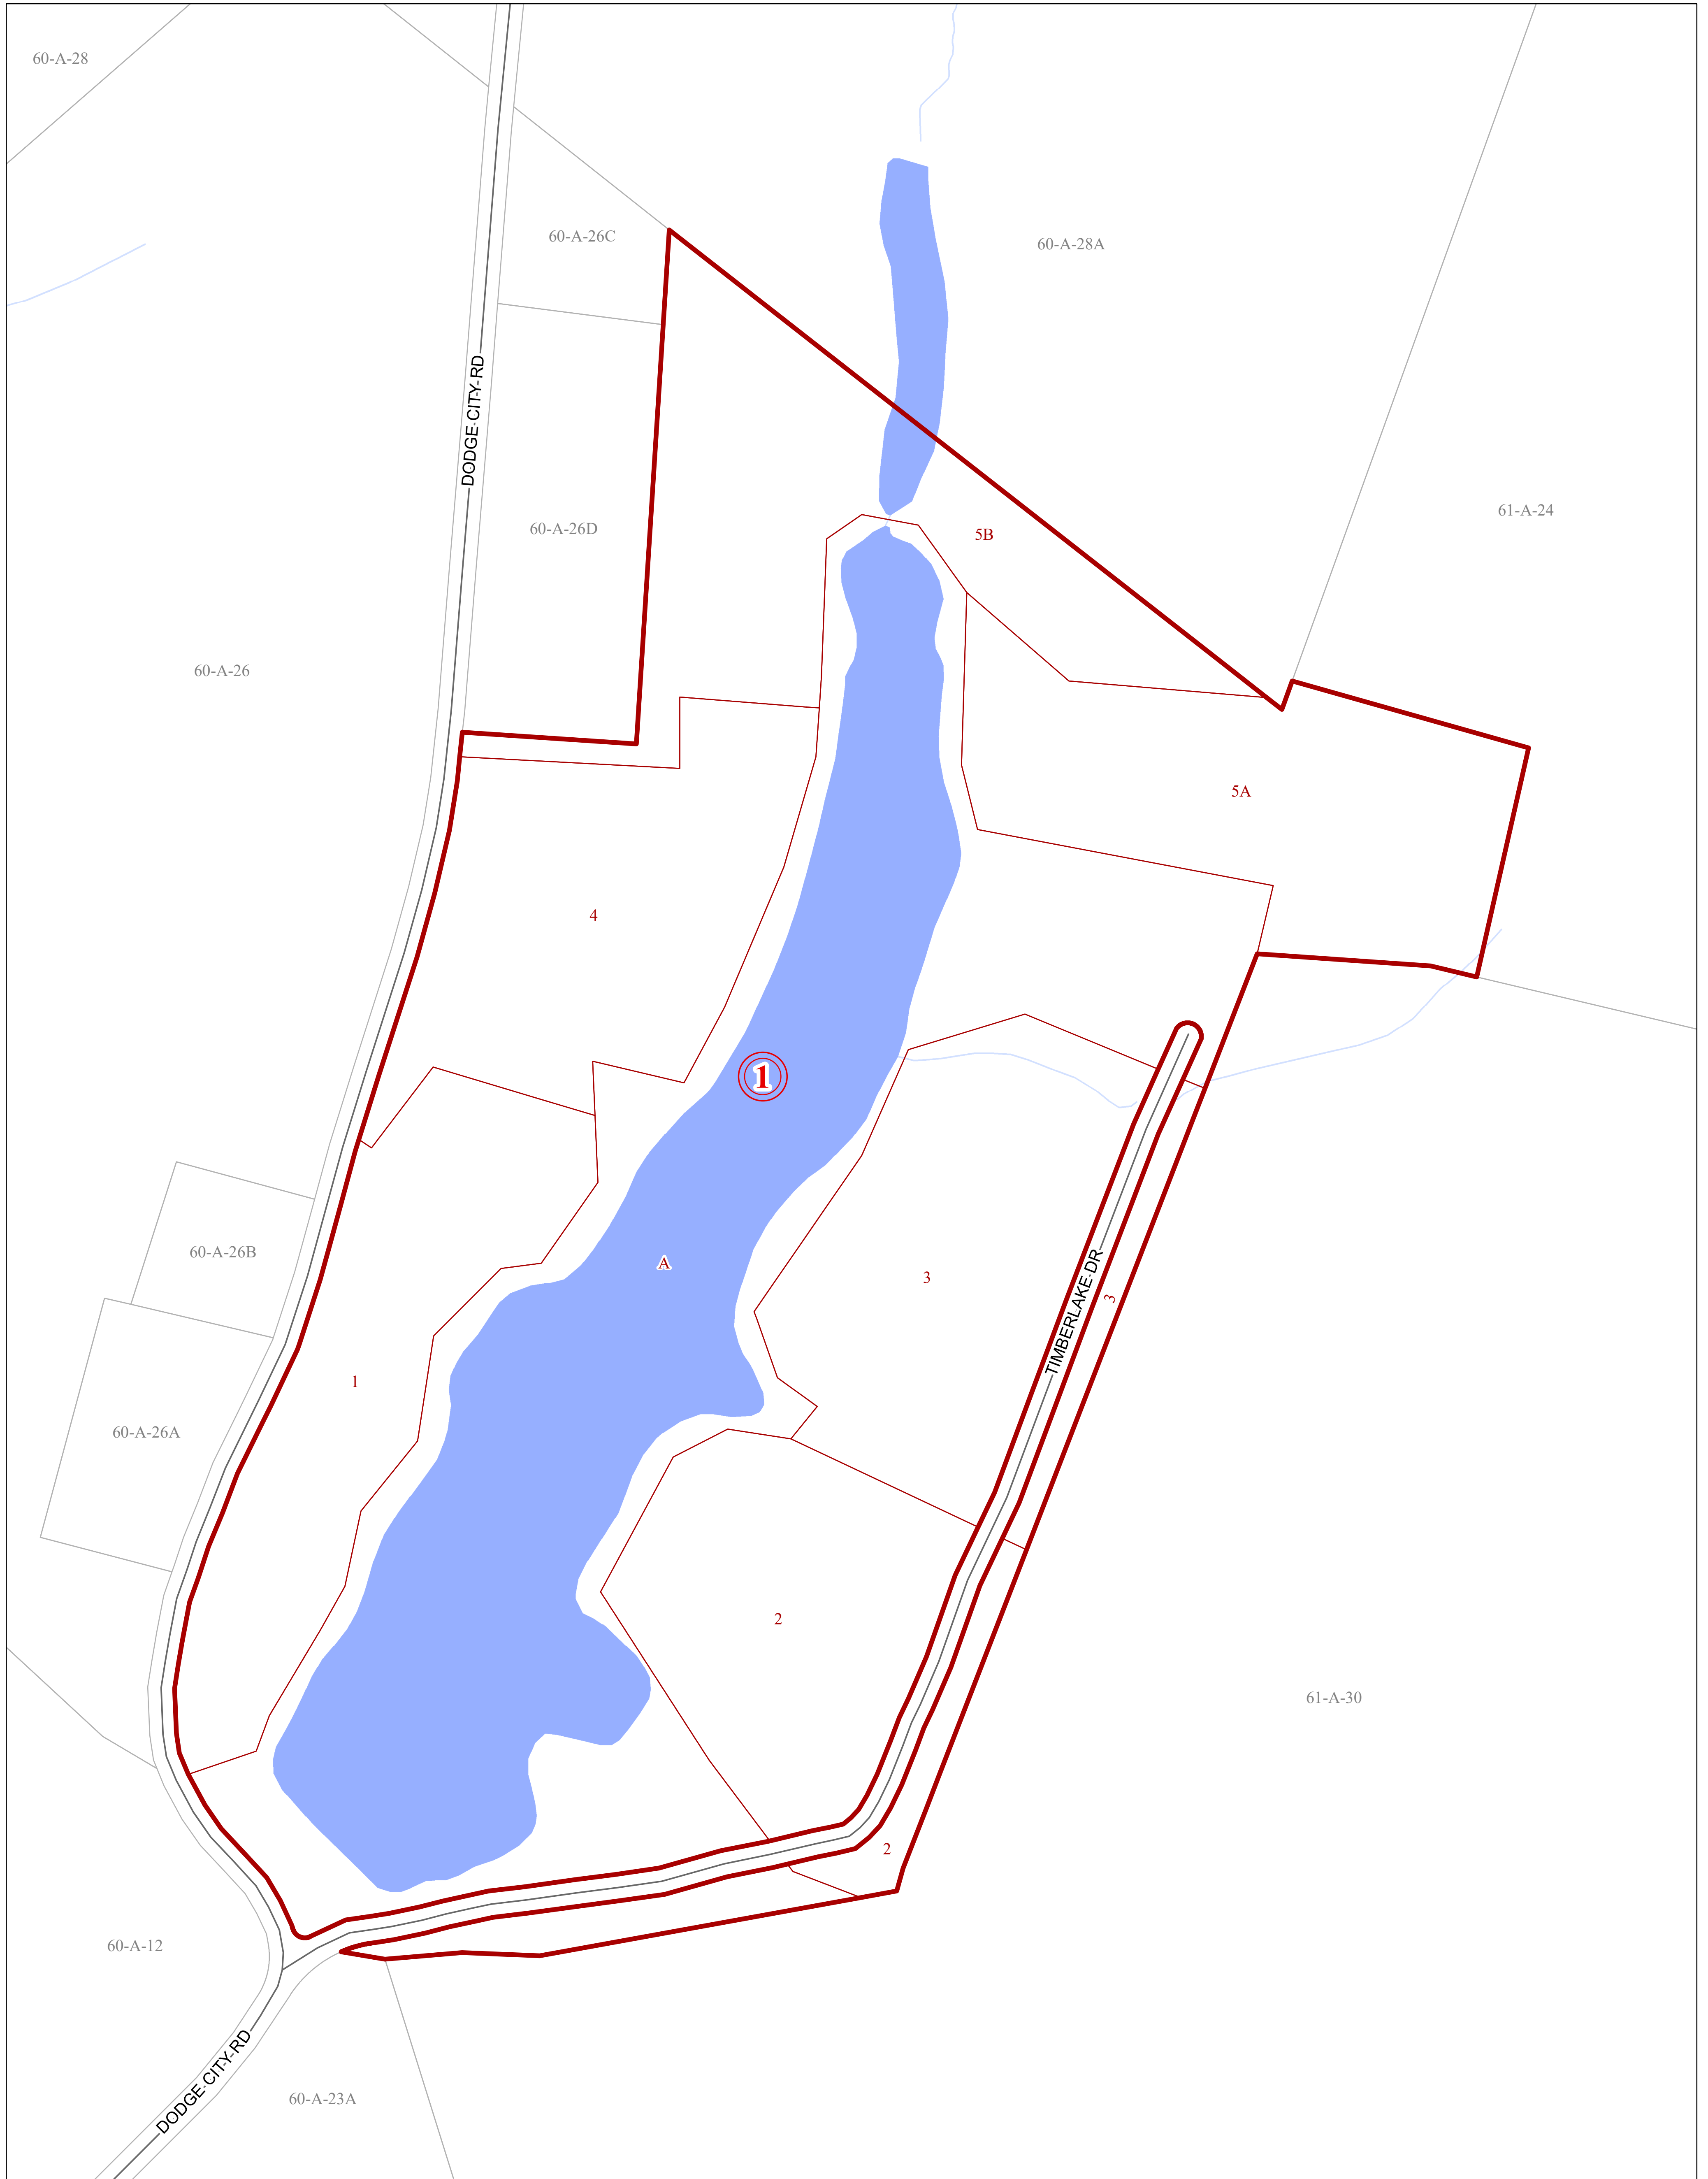 60-A-28
60-A-26C
60-A-28A
DODGE CITY RD
61-A-24
60-A-26D
5B
60-A-26
5A
4
1
60-A-26B
A
3
TIMBERLAKE DR
3
1
60-A-26A
2
61-A-30
2
60-A-12
DODGE CITY RD
60-A-23A